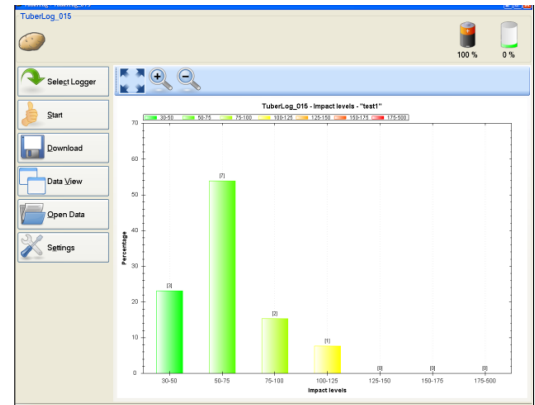 TuberLog_015
100 %
0 %
Select Logger
Start
Download
Data View
Open Data
Settings
TuberLog_015 - Impact levels - "test1"
30-50 50-75 75-100 100-125 125-150 150-175 175-500
Percentage
70
60
50
40
30
20
10
0
[3]
[7]
[2]
[1]
[0]
[0]
[0]
30-50 50-75 75-100 100-125 125-150 150-175 175-500
Impact levels